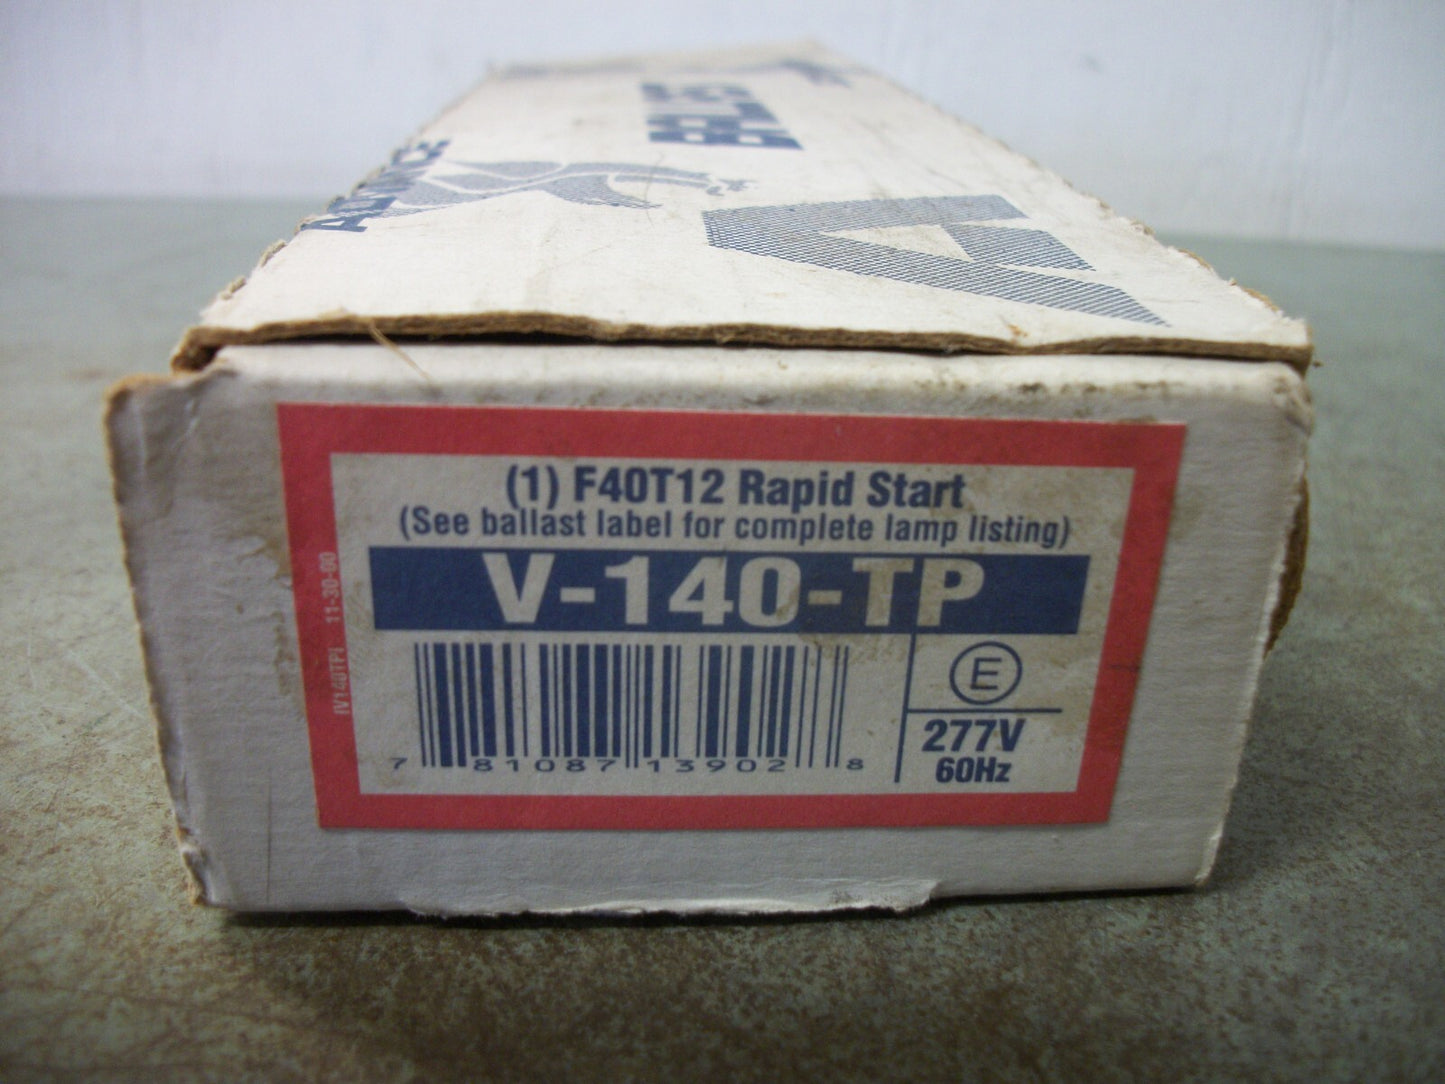 ADVANCE
(1) F40T12 Rapid Start
(See ballast label for complete lamp listing)
V-140-TP
IV140TPI 11-30-00
E
7 81087 13902 8
277V
60Hz